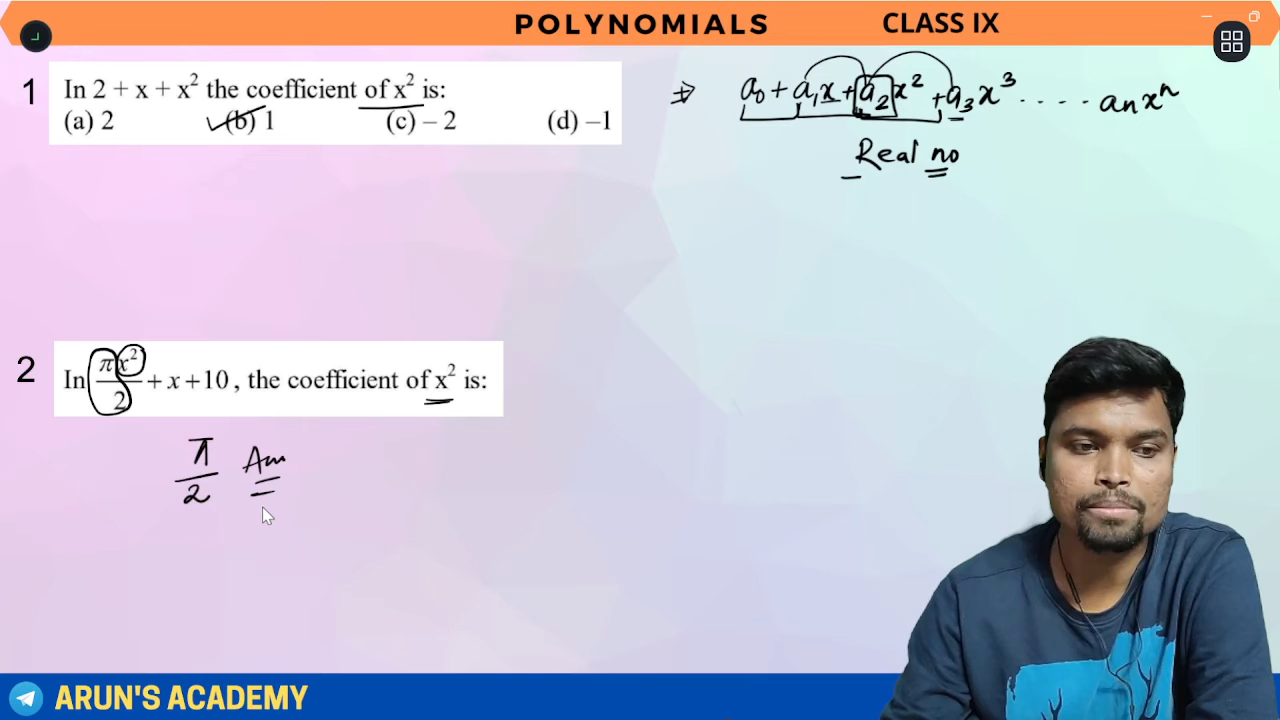 POLYNOMIALS CLASS IX
1 In 2 + x + x² the coefficient of x² is:
(a) 2 (b) 1 (c) – 2 (d) –1
⇒ a₀ + a₁x + a₂x² + a₃x³ ..... anxⁿ
Real no
2 In πx²/2 + x + 10, the coefficient of x² is:
π/2 Ans
ARUN'S ACADEMY